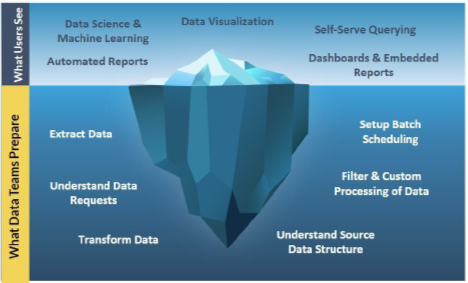 What Users See
Data Science &
Machine Learning
Data Visualization
Self-Serve Querying
Automated Reports
Dashboards & Embedded
Reports
What Data Teams Prepare
Extract Data
Setup Batch
Scheduling
Understand Data
Requests
Filter & Custom
Processing of Data
Transform Data
Understand Source
Data Structure